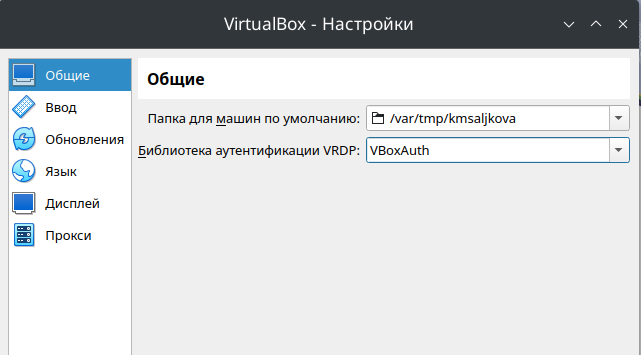 VirtualBox - Настройки
Общие
Ввод
Обновления
Язык
Дисплей
Прокси
Общие
Папка для машин по умолчанию: /var/tmp/kmsaljkova
Библиотека аутентификации VRDP: VBoxAuth